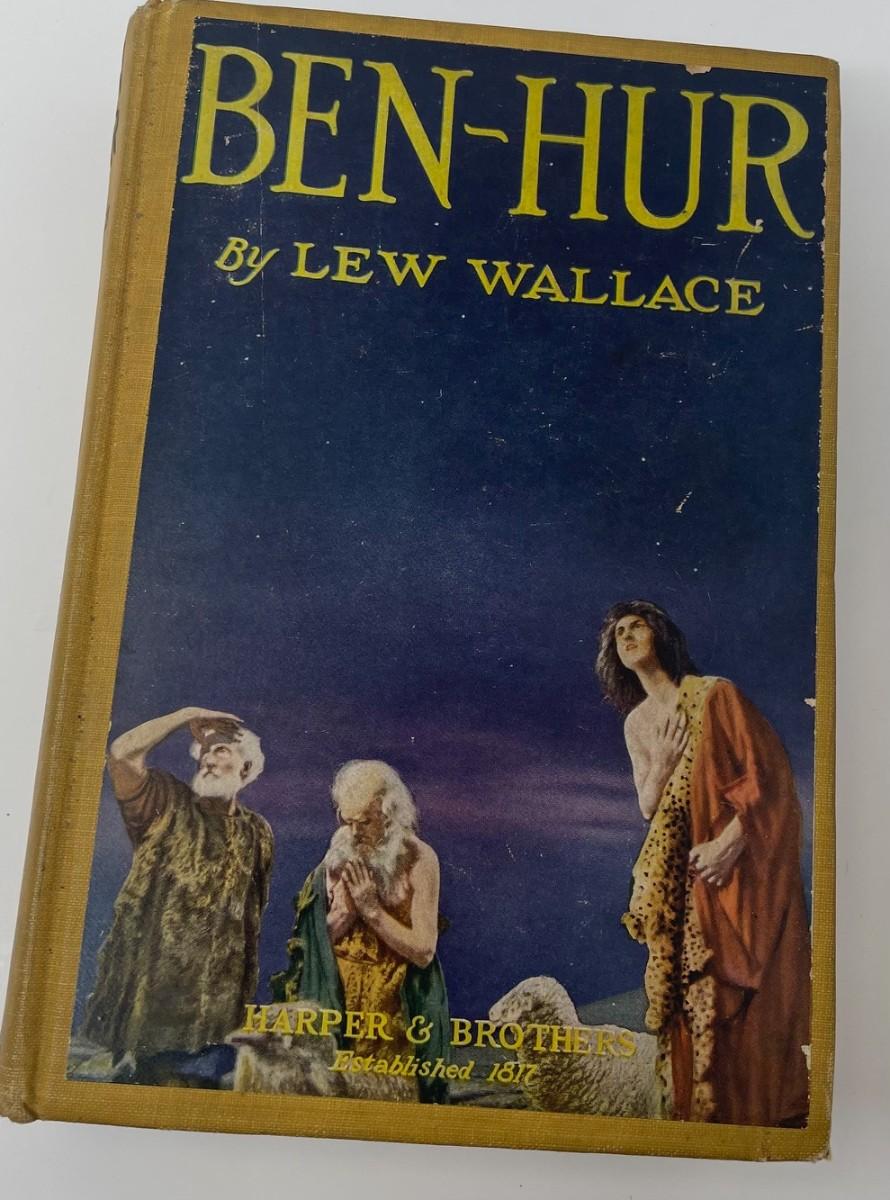 BEN-HUR
By LEW WALLACE
HARPER & BROTHERS
Established 1817